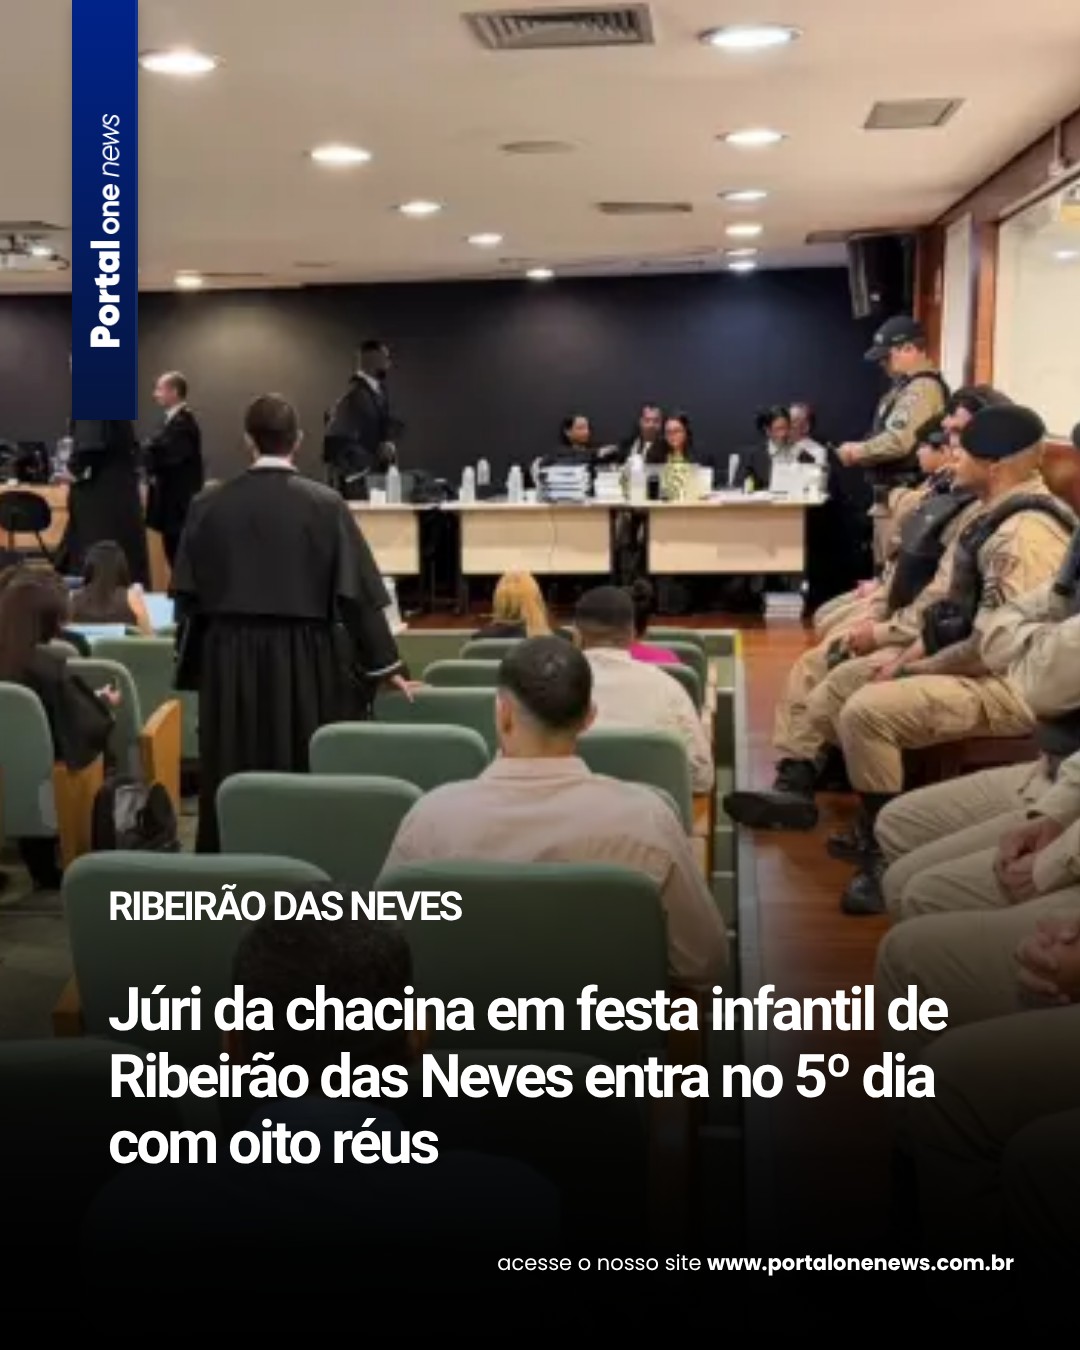 Portal one news
RIBEIRÃO DAS NEVES
Júri da chacina em festa infantil de
Ribeirão das Neves entra no 5º dia
com oito réus
acesse o nosso site www.portalonenews.com.br